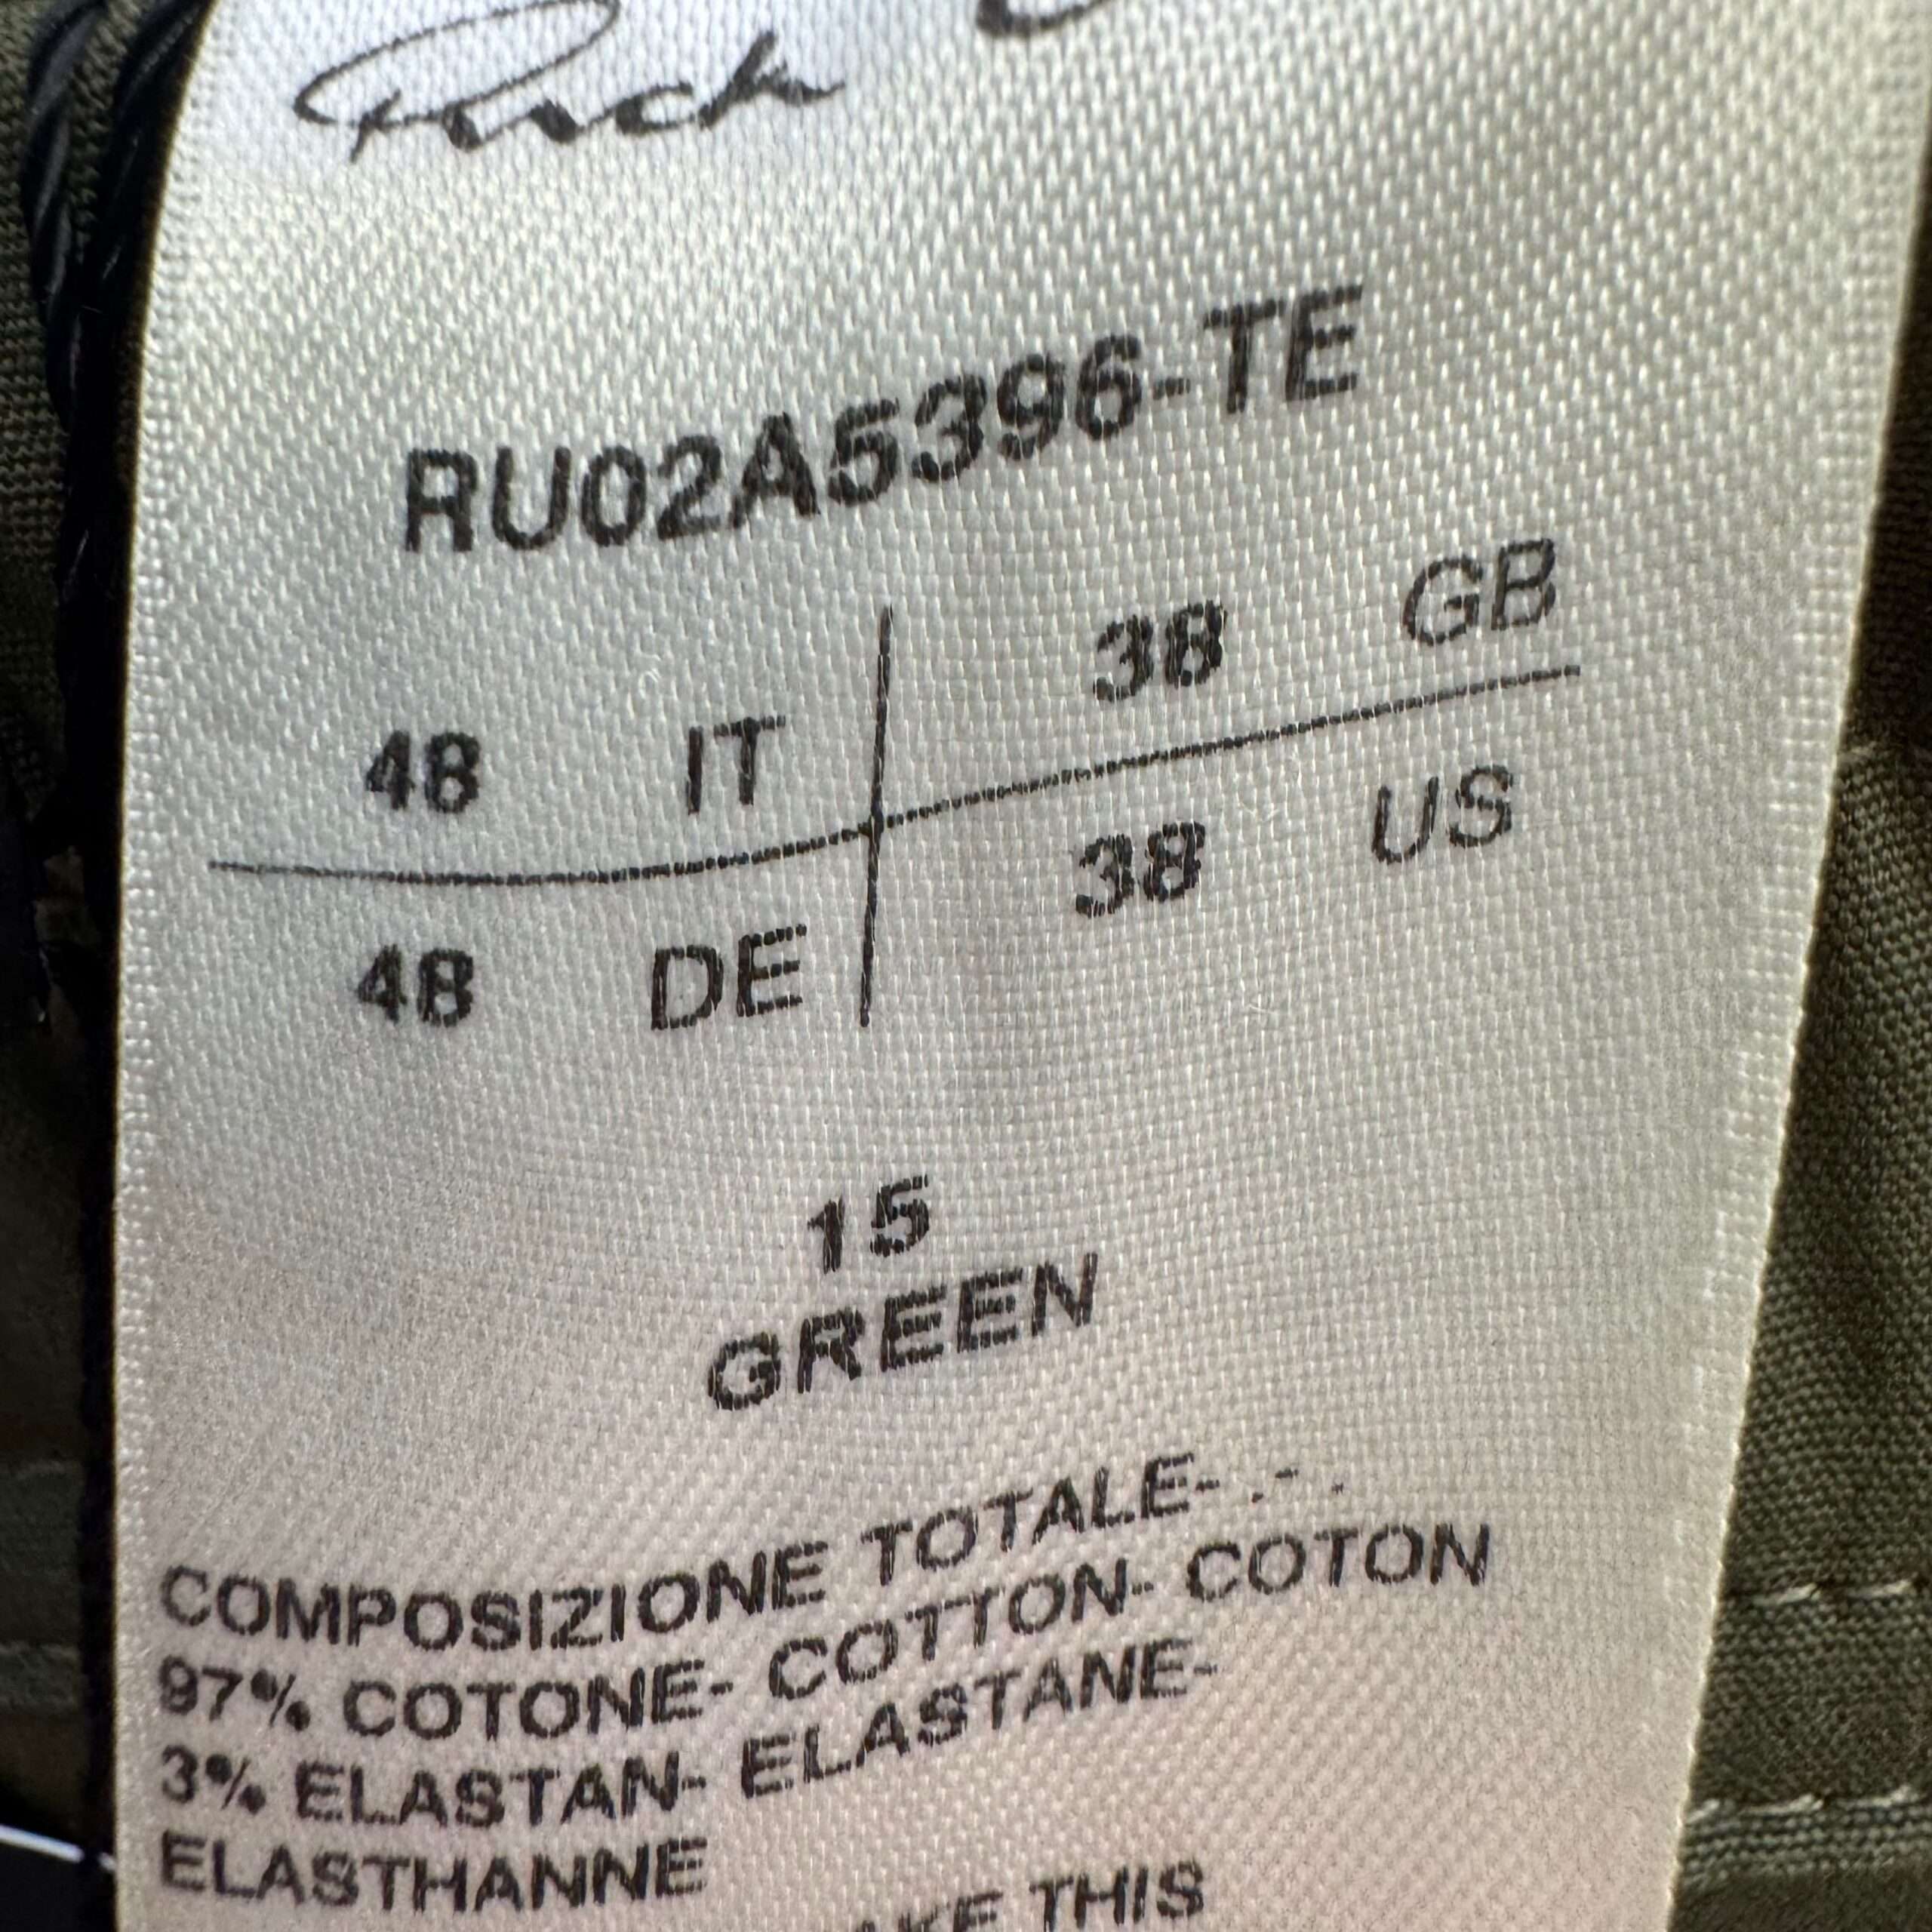 Rick
RU02A5396-TE
48 IT 38 GB
48 DE 38 US
15
GREEN
COMPOSIZIONE TOTALE- .- .
97% COTONE- COTTON- COTON
3% ELASTAN- ELASTANE-
ELASTHANNE
THIS